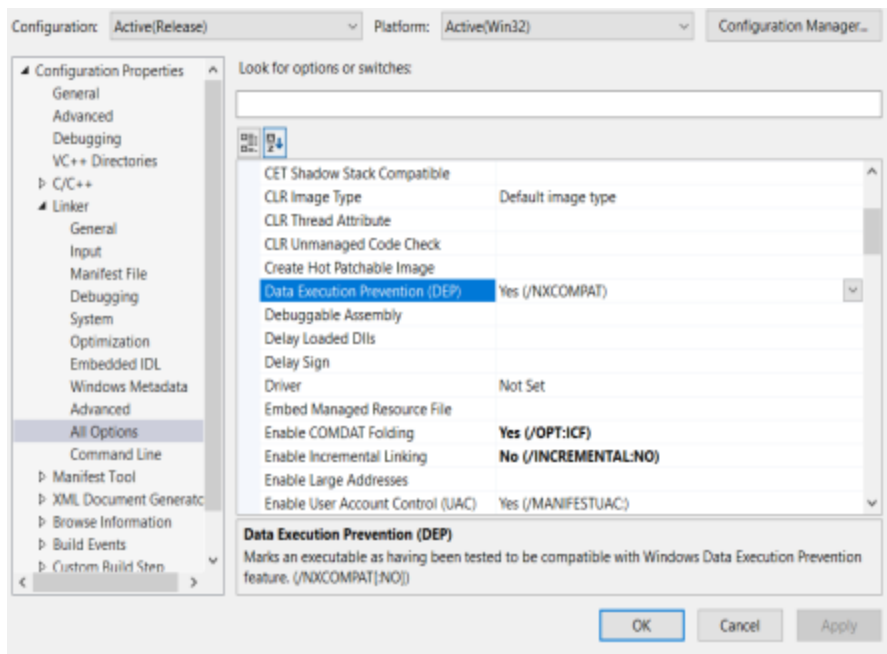 Configuration: Active(Release) Platform: Active(Win32) Configuration Manager...
Configuration Properties
General
Advanced
Debugging
VC++ Directories
C/C++
Linker
General
Input
Manifest File
Debugging
System
Optimization
Embedded IDL
Windows Metadata
Advanced
All Options
Command Line
Manifest Tool
XML Document Generatc
Browse Information
Build Events
Custom Build Step
Look for options or switches:
CET Shadow Stack Compatible
CLR Image Type Default image type
CLR Thread Attribute
CLR Unmanaged Code Check
Create Hot Patchable Image
Data Execution Prevention (DEP) Yes (/NXCOMPAT)
Debuggable Assembly
Delay Loaded Dlls
Delay Sign
Driver Not Set
Embed Managed Resource File
Enable COMDAT Folding Yes (/OPT:ICF)
Enable Incremental Linking No (/INCREMENTAL:NO)
Enable Large Addresses
Enable User Account Control (UAC) Yes (/MANIFESTUAC:)
Data Execution Prevention (DEP)
Marks an executable as having been tested to be compatible with Windows Data Execution Prevention
feature. (/NXCOMPAT[:NO])
OK Cancel Apply